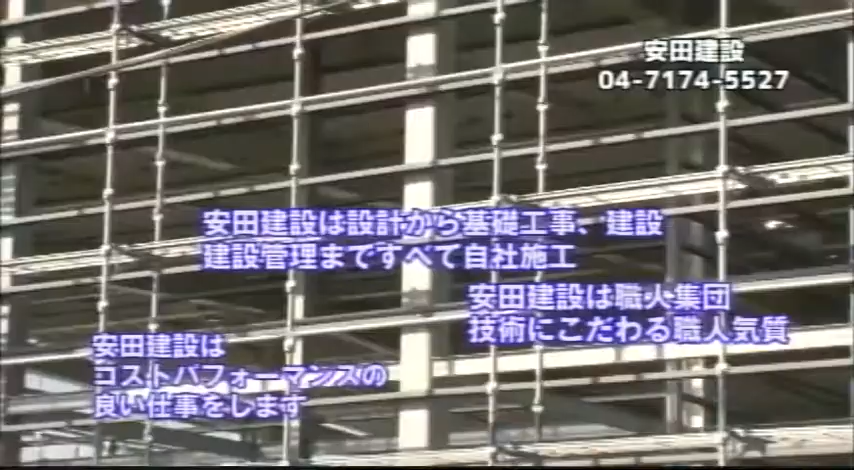 安田建設
04-7174-5527
安田建設は設計から基礎工事、建設
建設管理まですべて自社施工
安田建設は職人集団
技術にこだわる職人気質
安田建設は
コストパフォーマンスの
良い仕事をします